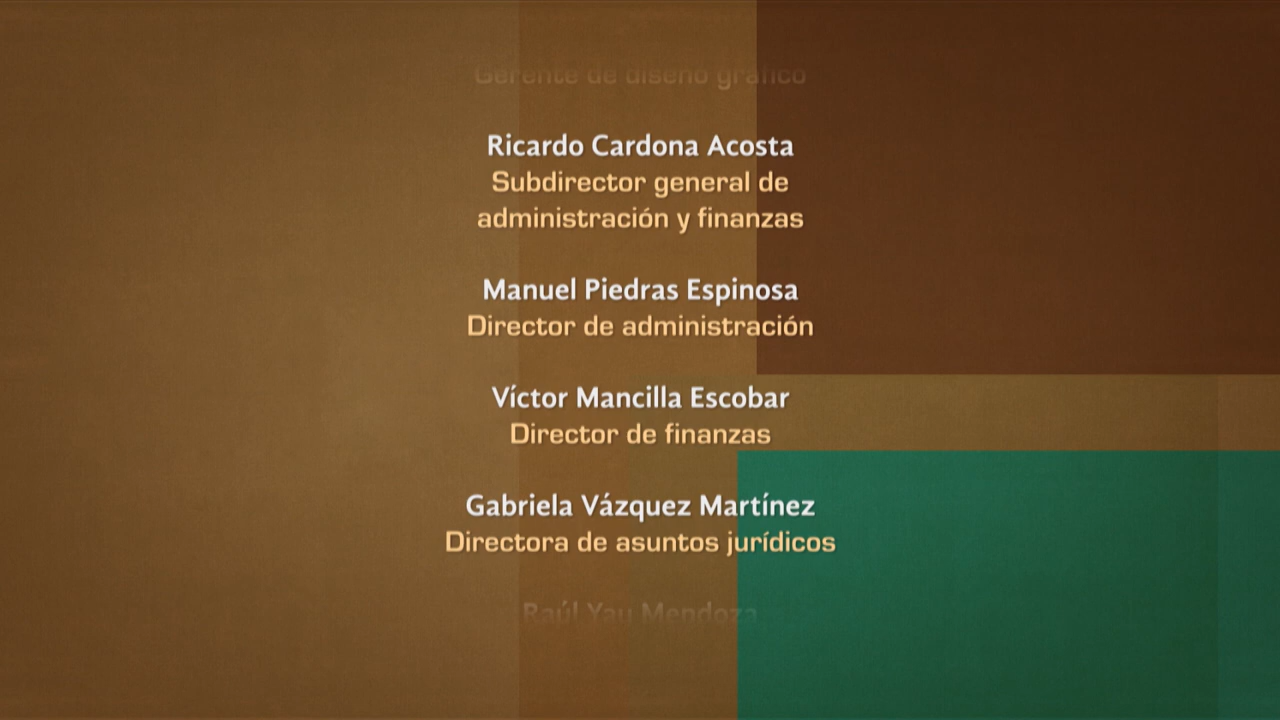 Gerente de diseño gráfico
Ricardo Cardona Acosta
Subdirector general de
administración y finanzas
Manuel Piedras Espinosa
Director de administración
Víctor Mancilla Escobar
Director de finanzas
Gabriela Vázquez Martínez
Directora de asuntos jurídicos
Raúl Yau Mendoza